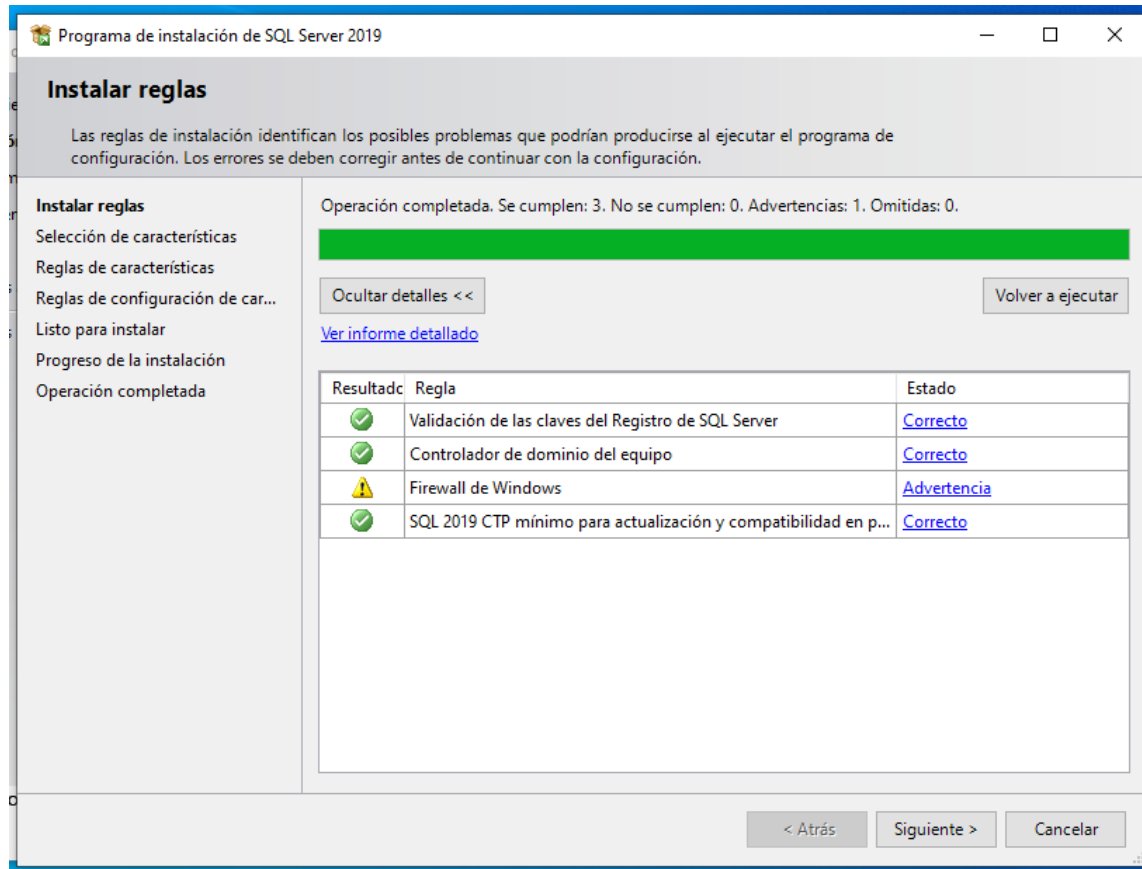 Programa de instalación de SQL Server 2019
Instalar reglas
Las reglas de instalación identifican los posibles problemas que podrían producirse al ejecutar el programa de
configuración. Los errores se deben corregir antes de continuar con la configuración.
Instalar reglas
Selección de características
Reglas de características
Reglas de configuración de car...
Listo para instalar
Progreso de la instalación
Operación completada
Operación completada. Se cumplen: 3. No se cumplen: 0. Advertencias: 1. Omitidas: 0.
Ocultar detalles <<
Volver a ejecutar
Ver informe detallado
Resultado Regla Estado
Validación de las claves del Registro de SQL Server Correcto
Controlador de dominio del equipo Correcto
Firewall de Windows Advertencia
SQL 2019 CTP mínimo para actualización y compatibilidad en p... Correcto
< Atrás
Siguiente >
Cancelar